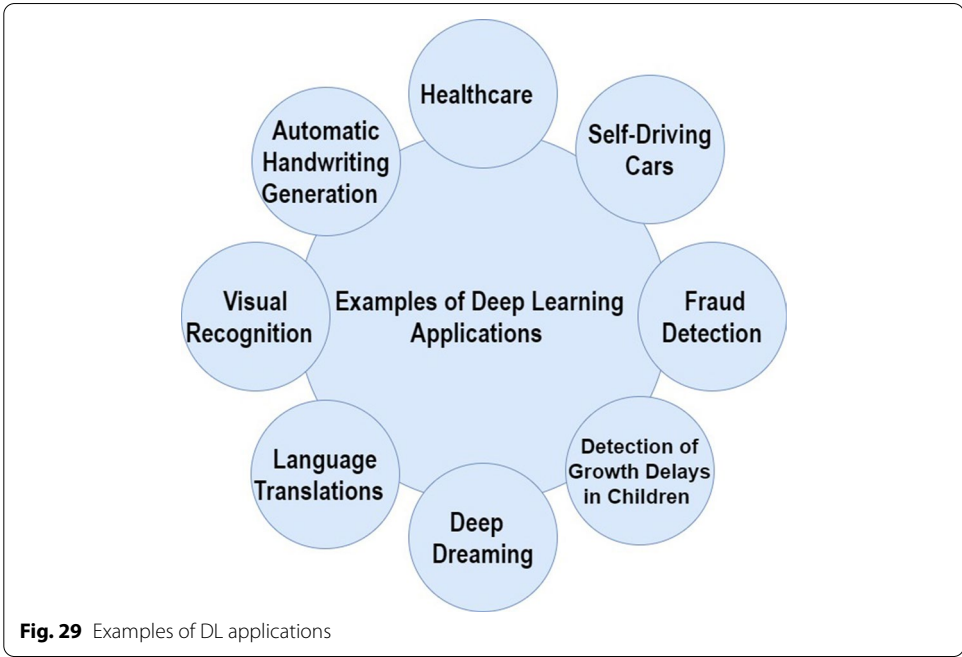 Healthcare
Self-Driving
Cars
Fraud
Detection
Detection of
Growth Delays
in Children
Deep
Dreaming
Language
Translations
Visual
Recognition
Automatic
Handwriting
Generation
Examples of Deep Learning
Applications
Fig. 29 Examples of DL applications